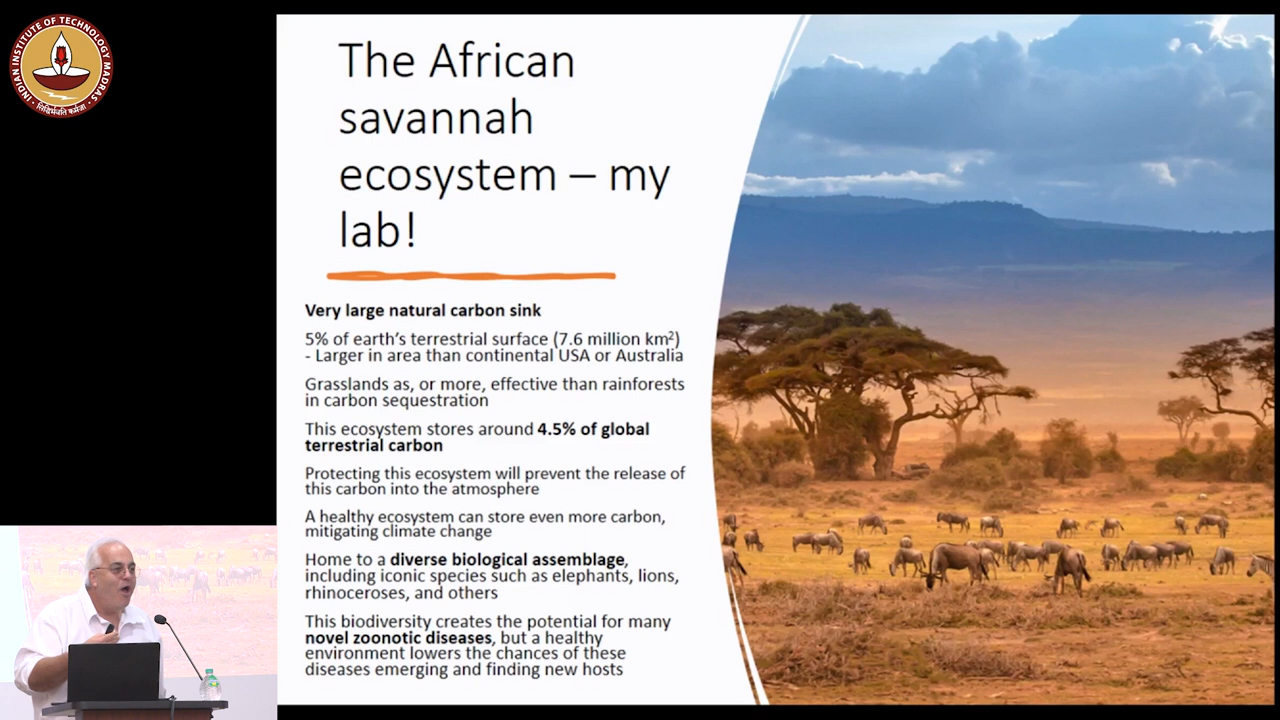 INDIAN INSTITUTE OF TECHNOLOGY MADRAS
सिद्धिर्भवति कर्मजा
The African
savannah
ecosystem – my
lab!
Very large natural carbon sink
5% of earth's terrestrial surface (7.6 million km²)
- Larger in area than continental USA or Australia
Grasslands as, or more, effective than rainforests
in carbon sequestration
This ecosystem stores around 4.5% of global
terrestrial carbon
Protecting this ecosystem will prevent the release of
this carbon into the atmosphere
A healthy ecosystem can store even more carbon,
mitigating climate change
Home to a diverse biological assemblage,
including iconic species such as elephants, lions,
rhinoceroses, and others
This biodiversity creates the potential for many
novel zoonotic diseases, but a healthy
environment lowers the chances of these
diseases emerging and finding new hosts